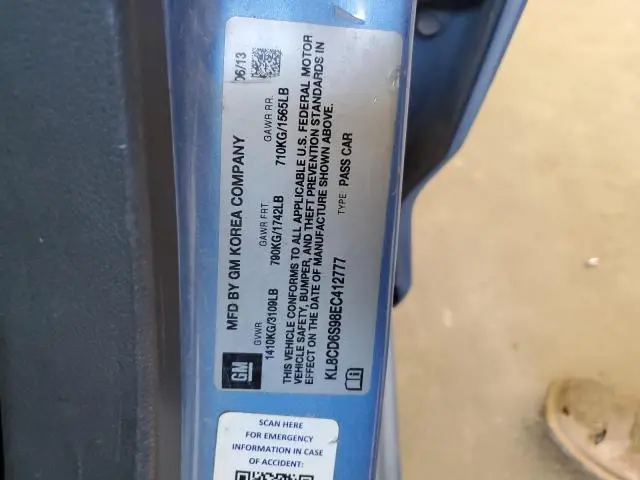 MFD BY GM KOREA COMPANY 06/13
GVWR GAWR FRT GAWR RR
1410KG/3109LB 790KG/1742LB 710KG/1565LB
THIS VEHICLE CONFORMS TO ALL APPLICABLE U.S. FEDERAL MOTOR
VEHICLE SAFETY, BUMPER, AND THEFT PREVENTION STANDARDS IN
EFFECT ON THE DATE OF MANUFACTURE SHOWN ABOVE.
KL8CD6S98EC412777 TYPE PASS CAR
GM
SCAN HERE
FOR EMERGENCY
INFORMATION IN CASE
OF ACCIDENT: